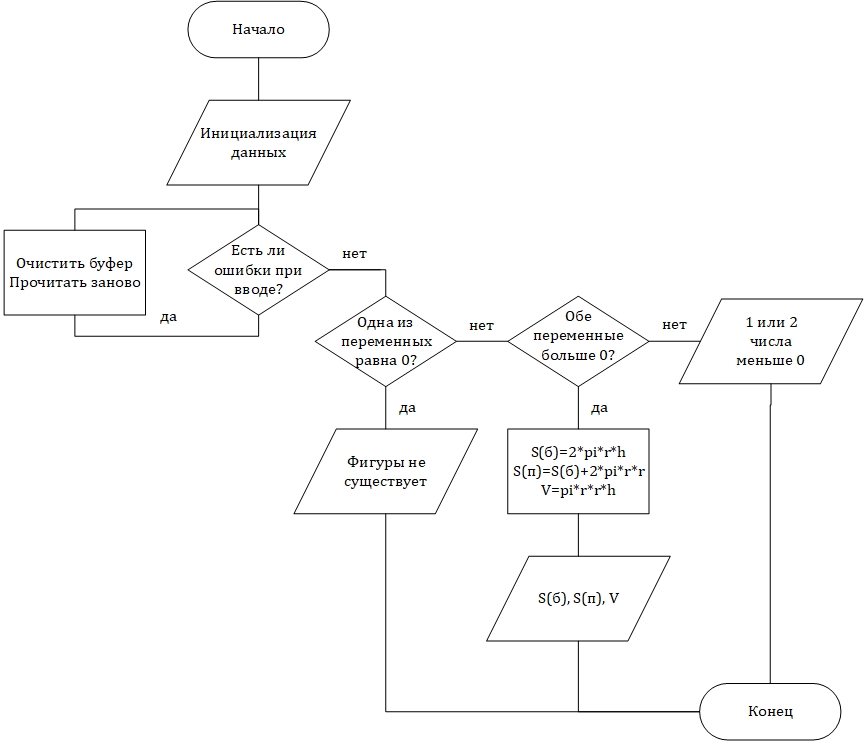 Начало
Инициализация
данных
Очистить буфер
Прочитать заново
Есть ли
ошибки при
вводе?
нет
да
Одна из
переменных
равна 0?
нет
Обе
переменные
больше 0?
нет
1 или 2
числа
меньше 0
да
да
Фигуры не
существует
S(б)=2*pi*r*h
S(п)=S(б)+2*pi*r*r
V=pi*r*r*h
S(б), S(п), V
Конец